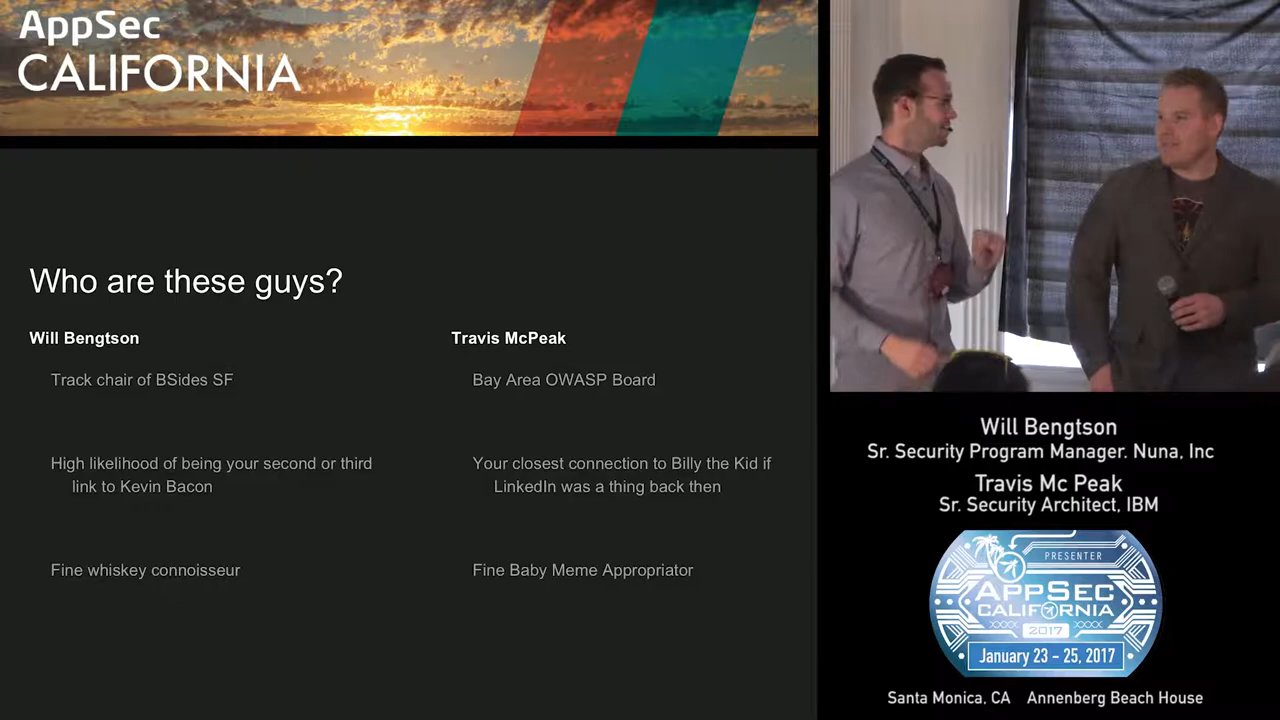 AppSec
CALIFORNIA
Who are these guys?
Will Bengtson
Track chair of BSides SF
High likelihood of being your second or third
link to Kevin Bacon
Fine whiskey connoisseur
Travis McPeak
Bay Area OWASP Board
Your closest connection to Billy the Kid if
LinkedIn was a thing back then
Fine Baby Meme Appropriator
Will Bengtson
Sr. Security Program Manager. Nuna, Inc
Travis Mc Peak
Sr. Security Architect, IBM
PRESENTER
APPSEC
CALIFORNIA
2017
January 23 - 25, 2017
Santa Monica, CA Annenberg Beach House